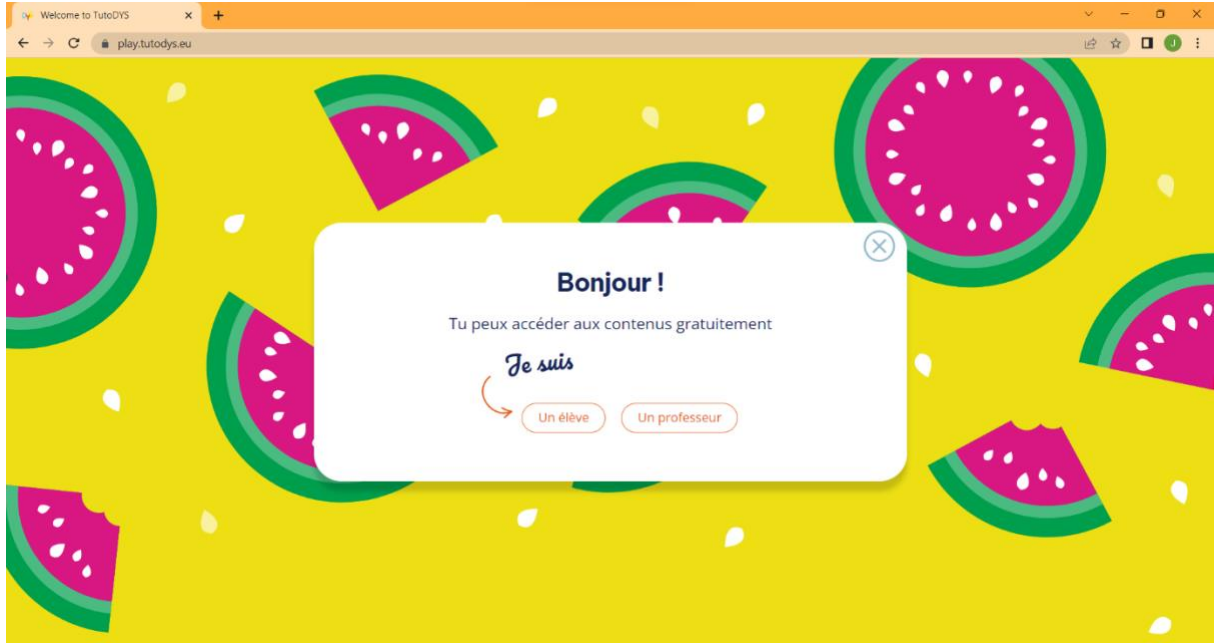 Welcome to TutoDYS
play.tutodys.eu
J
Bonjour !
Tu peux accéder aux contenus gratuitement
Je suis
Un élève
Un professeur